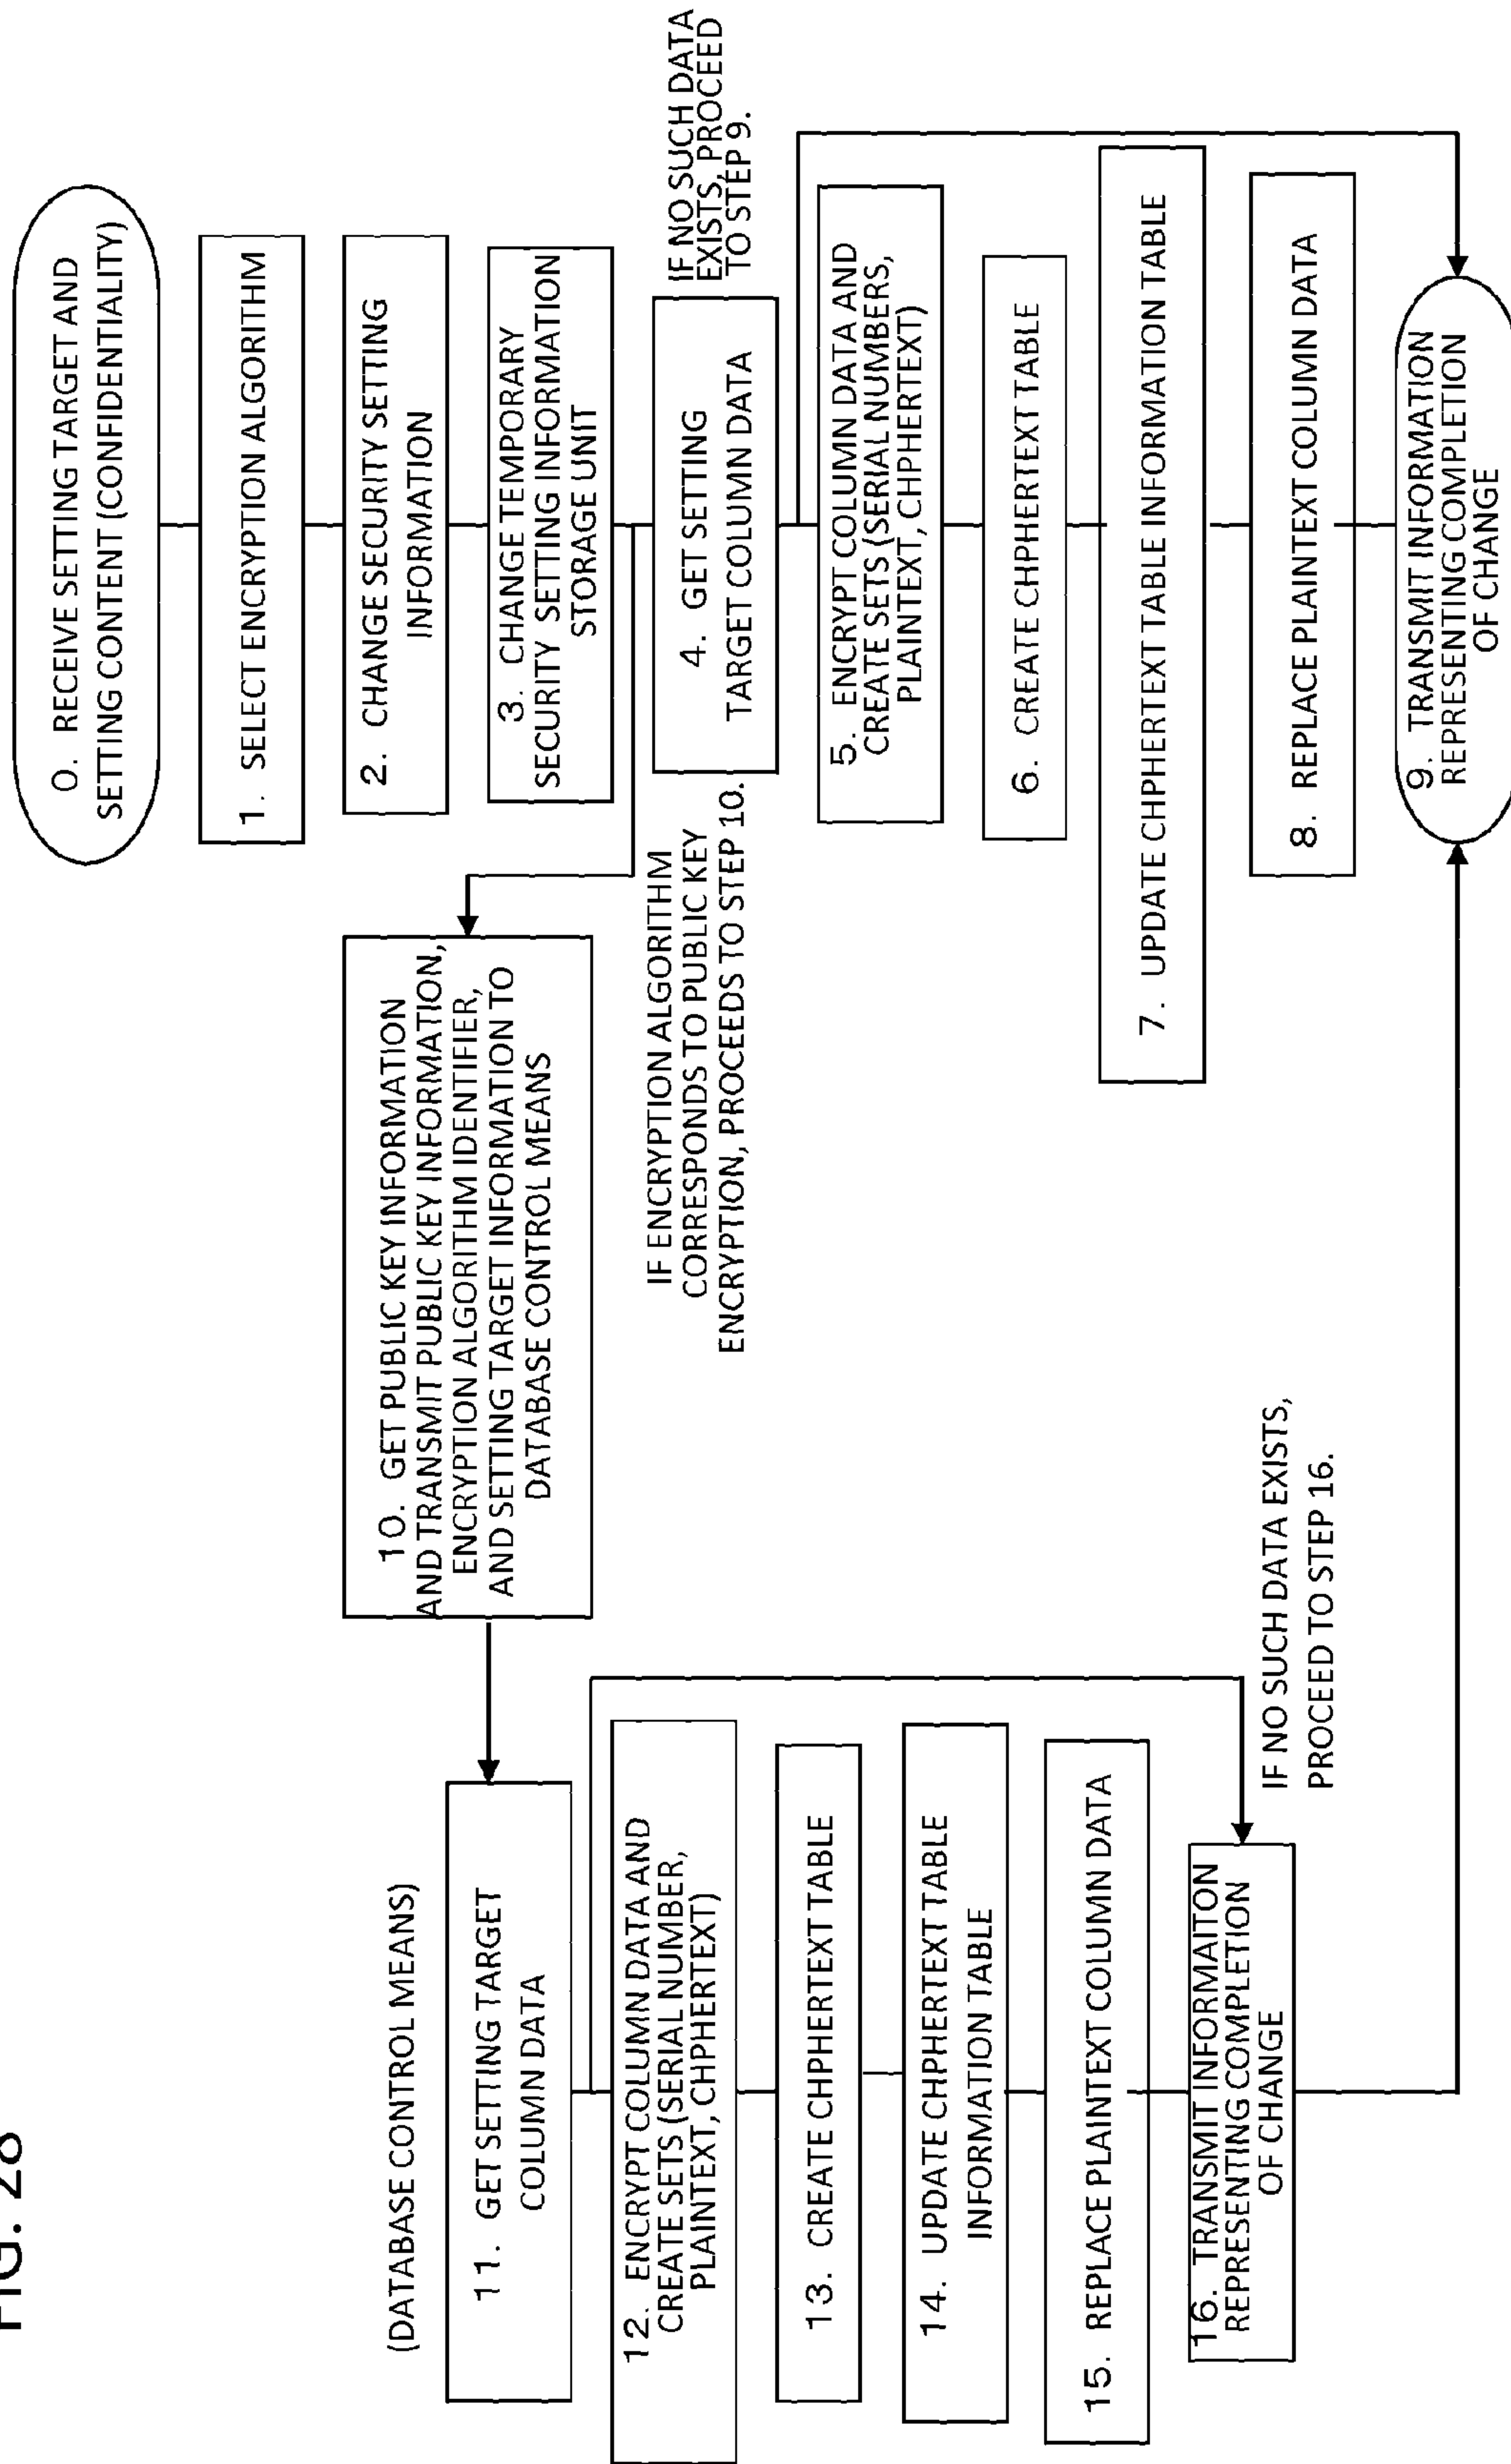 FIG. 28
0. RECEIVE SETTING TARGET AND
SETTING CONTENT (CONFIDENTIALITY)
1. SELECT ENCRYPTION ALGORITHM
2. CHANGE SECURITY SETTING
INFORMATION
3. CHANGE TEMPORARY
SECURITY SETTING INFORMATION
STORAGE UNIT
4. GET SETTING
TARGET COLUMN DATA
IF NO SUCH DATA
EXISTS, PROCEED
TO STEP 9.
IF ENCRYPTION ALGORITHM
CORRESPONDS TO PUBLIC KEY
ENCRYPTION, PROCEEDS TO STEP 10.
5. ENCRYPT COLUMN DATA AND
CREATE SETS (SERIAL NUMBERS,
PLAINTEXT, CHPHERTEXT)
6. CREATE CHPHERTEXT TABLE
7. UPDATE CHPHERTEXT TABLE INFORMATION TABLE
8. REPLACE PLAINTEXT COLUMN DATA
9. TRANSMIT INFORMATION
REPRESENTING COMPLETION
OF CHANGE
10. GET PUBLIC KEY INFORMATION
AND TRANSMIT PUBLIC KEY INFORMATION,
ENCRYPTION ALGORITHM IDENTIFIER,
AND SETTING TARGET INFORMATION TO
DATABASE CONTROL MEANS
(DATABASE CONTROL MEANS)
11. GET SETTING TARGET
COLUMN DATA
12. ENCRYPT COLUMN DATA AND
CREATE SETS (SERIAL NUMBER,
PLAINTEXT, CHPHERTEXT)
13. CREATE CHPHERTEXT TABLE
14. UPDATE CHPHERTEXT TABLE
INFORMATION TABLE
15. REPLACE PLAINTEXT COLUMN DATA
16. TRANSMIT INFORMAITON
REPRESENTING COMPLETION
OF CHANGE
IF NO SUCH DATA EXISTS,
PROCEED TO STEP 16.